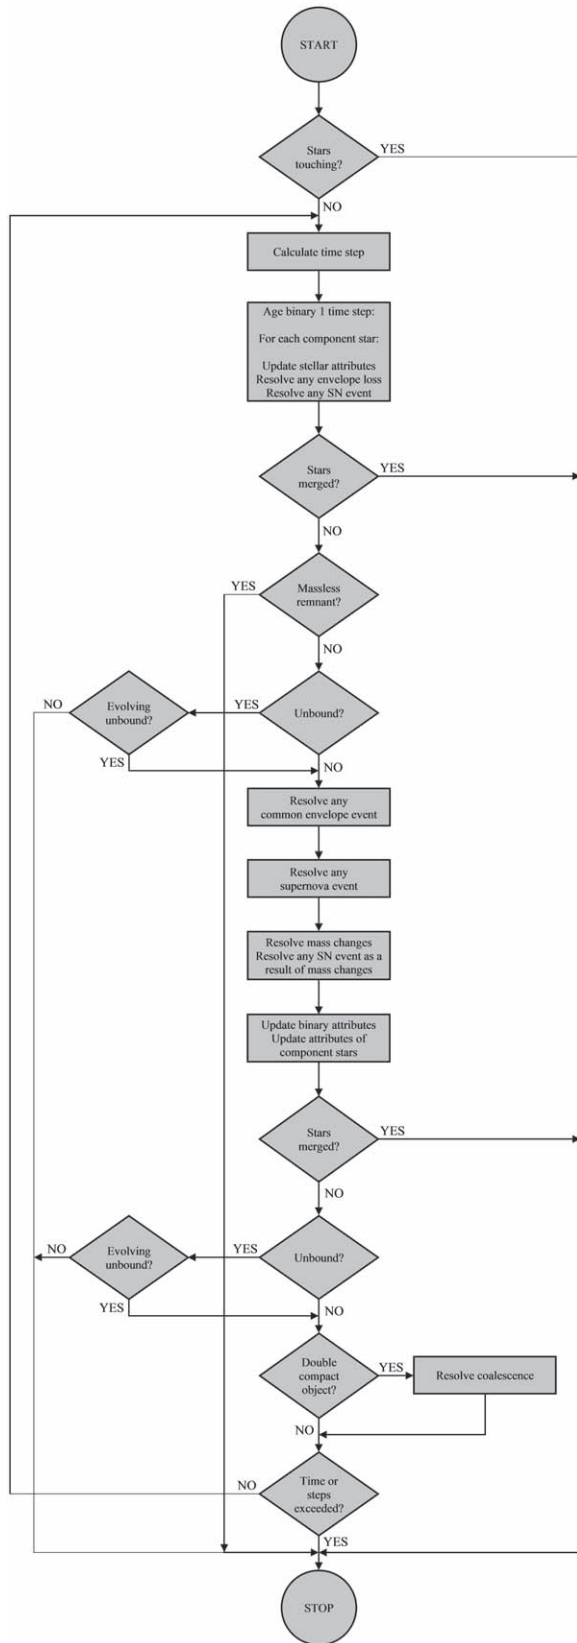 START
Stars
touching?
YES
NO
Calculate time step
Age binary 1 time step:
For each component star:
Update stellar attributes
Resolve any envelope loss
Resolve any SN event
Stars
merged?
YES
NO
YES
Massless
remnant?
NO
NO
Evolving
unbound?
YES
Unbound?
YES
NO
Resolve any
common envelope event
Resolve any
supernova event
Resolve mass changes
Resolve any SN event as a
result of mass changes
Update binary attributes
Update attributes of
component stars
Stars
merged?
YES
NO
NO
Evolving
unbound?
YES
Unbound?
YES
NO
Double
compact
object?
YES
Resolve coalescence
NO
NO
Time or
steps
exceeded?
YES
STOP